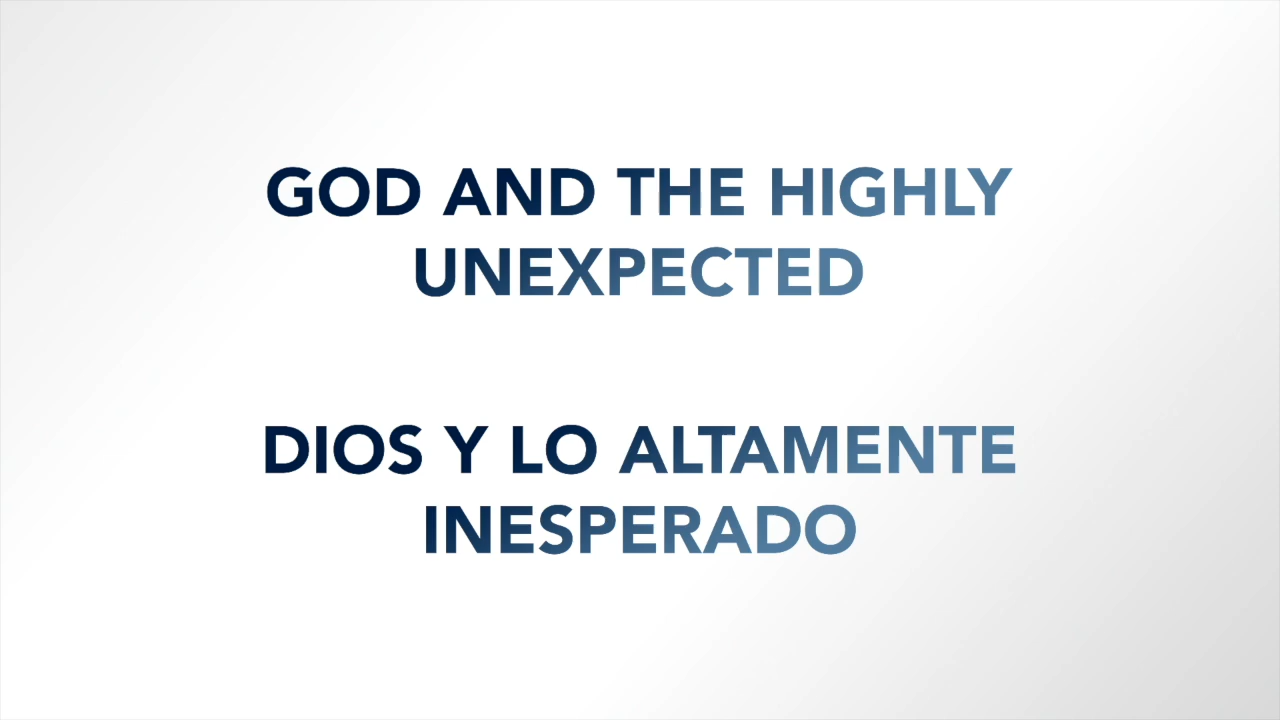 GOD AND THE HIGHLY
UNEXPECTED
DIOS Y LO ALTAMENTE
INESPERADO